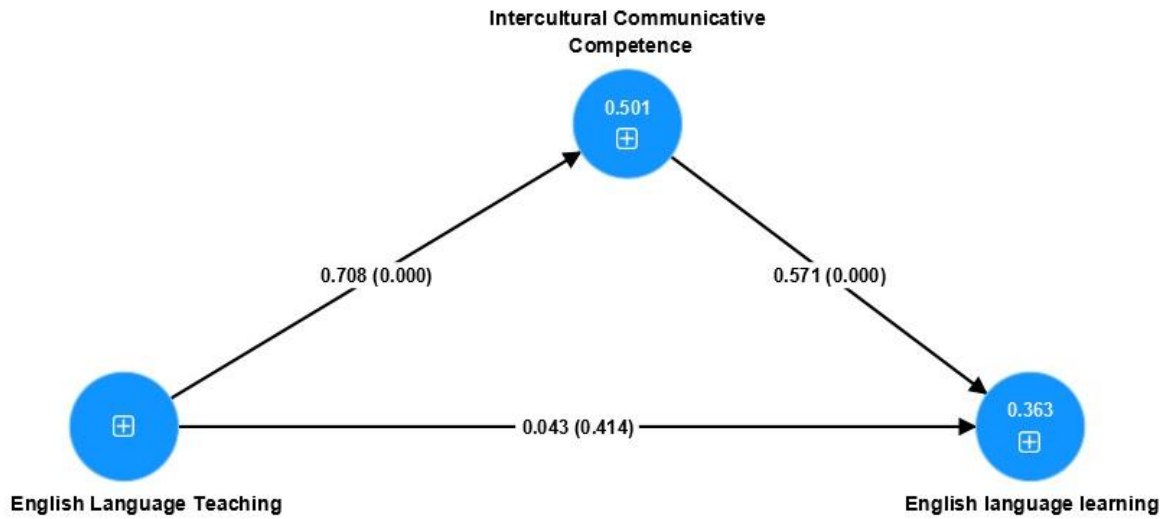 Intercultural Communicative
Competence
0.501
0.708 (0.000)
0.571 (0.000)
0.363
0.043 (0.414)
English Language Teaching
English language learning